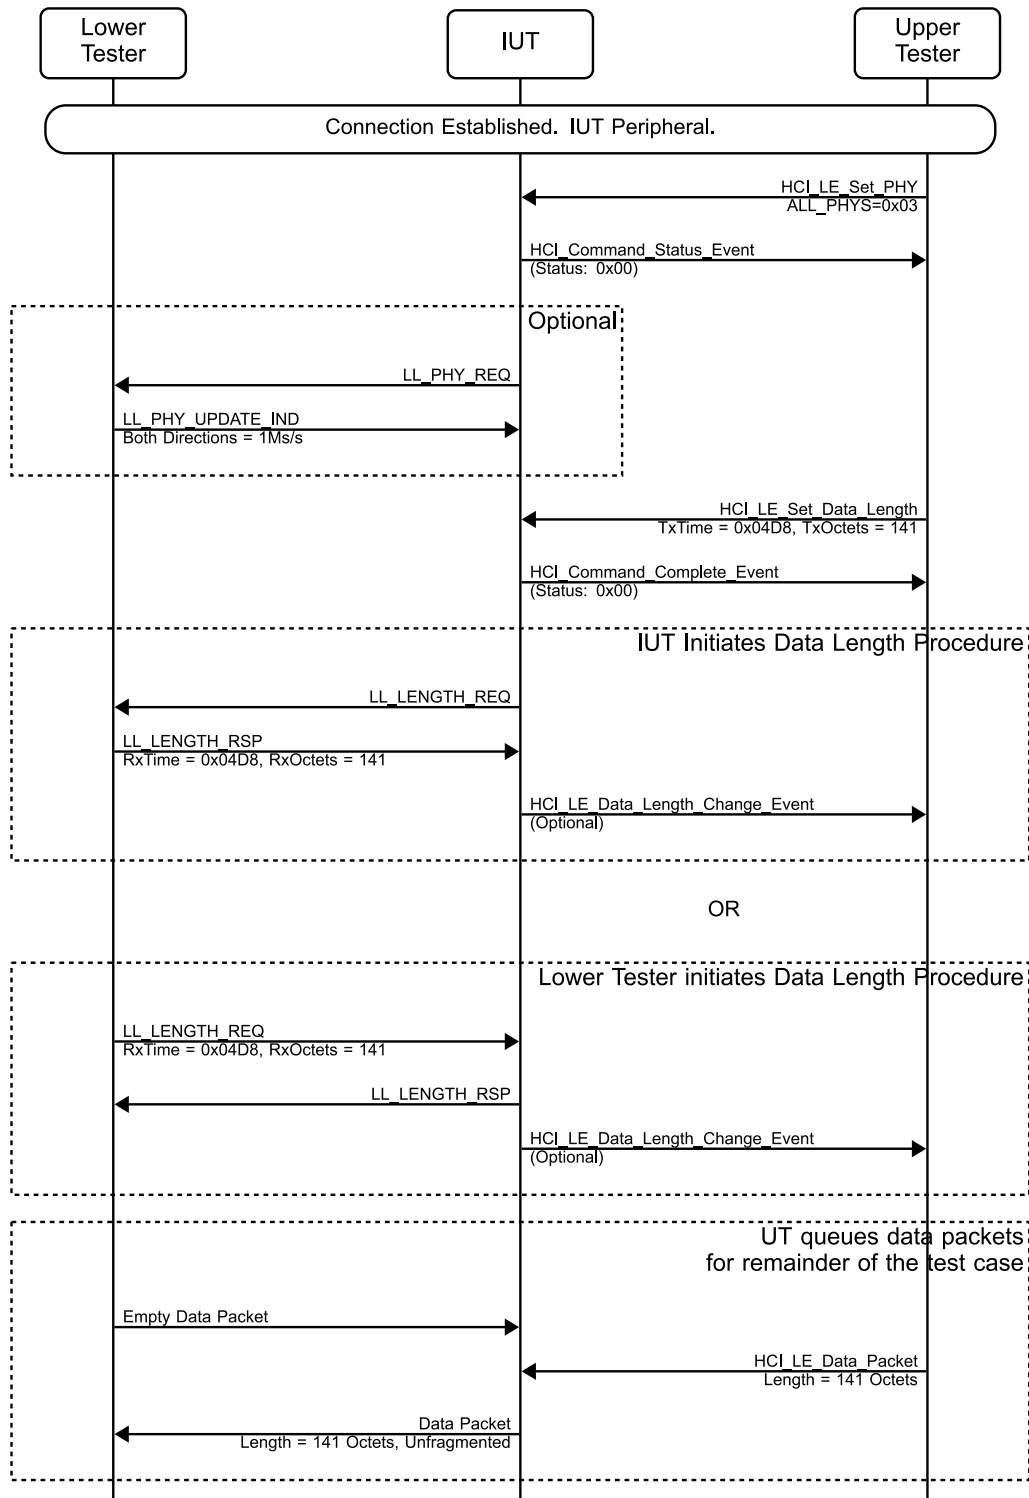 Lower
Tester
IUT
Upper
Tester
Connection Established. IUT Peripheral.
HCI_LE_Set_PHY
ALL_PHYS=0x03
HCI_Command_Status_Event
(Status: 0x00)
Optional
LL_PHY_REQ
LL_PHY_UPDATE_IND
Both Directions = 1Ms/s
HCI_LE_Set_Data_Length
TxTime = 0x04D8, TxOctets = 141
HCI_Command_Complete_Event
(Status: 0x00)
IUT Initiates Data Length Procedure
LL_LENGTH_REQ
LL_LENGTH_RSP
RxTime = 0x04D8, RxOctets = 141
HCI_LE_Data_Length_Change_Event
(Optional)
OR
Lower Tester initiates Data Length Procedure
LL_LENGTH_REQ
RxTime = 0x04D8, RxOctets = 141
LL_LENGTH_RSP
HCI_LE_Data_Length_Change_Event
(Optional)
UT queues data packets
for remainder of the test case
Empty Data Packet
HCI_LE_Data_Packet
Length = 141 Octets
Data Packet
Length = 141 Octets, Unfragmented